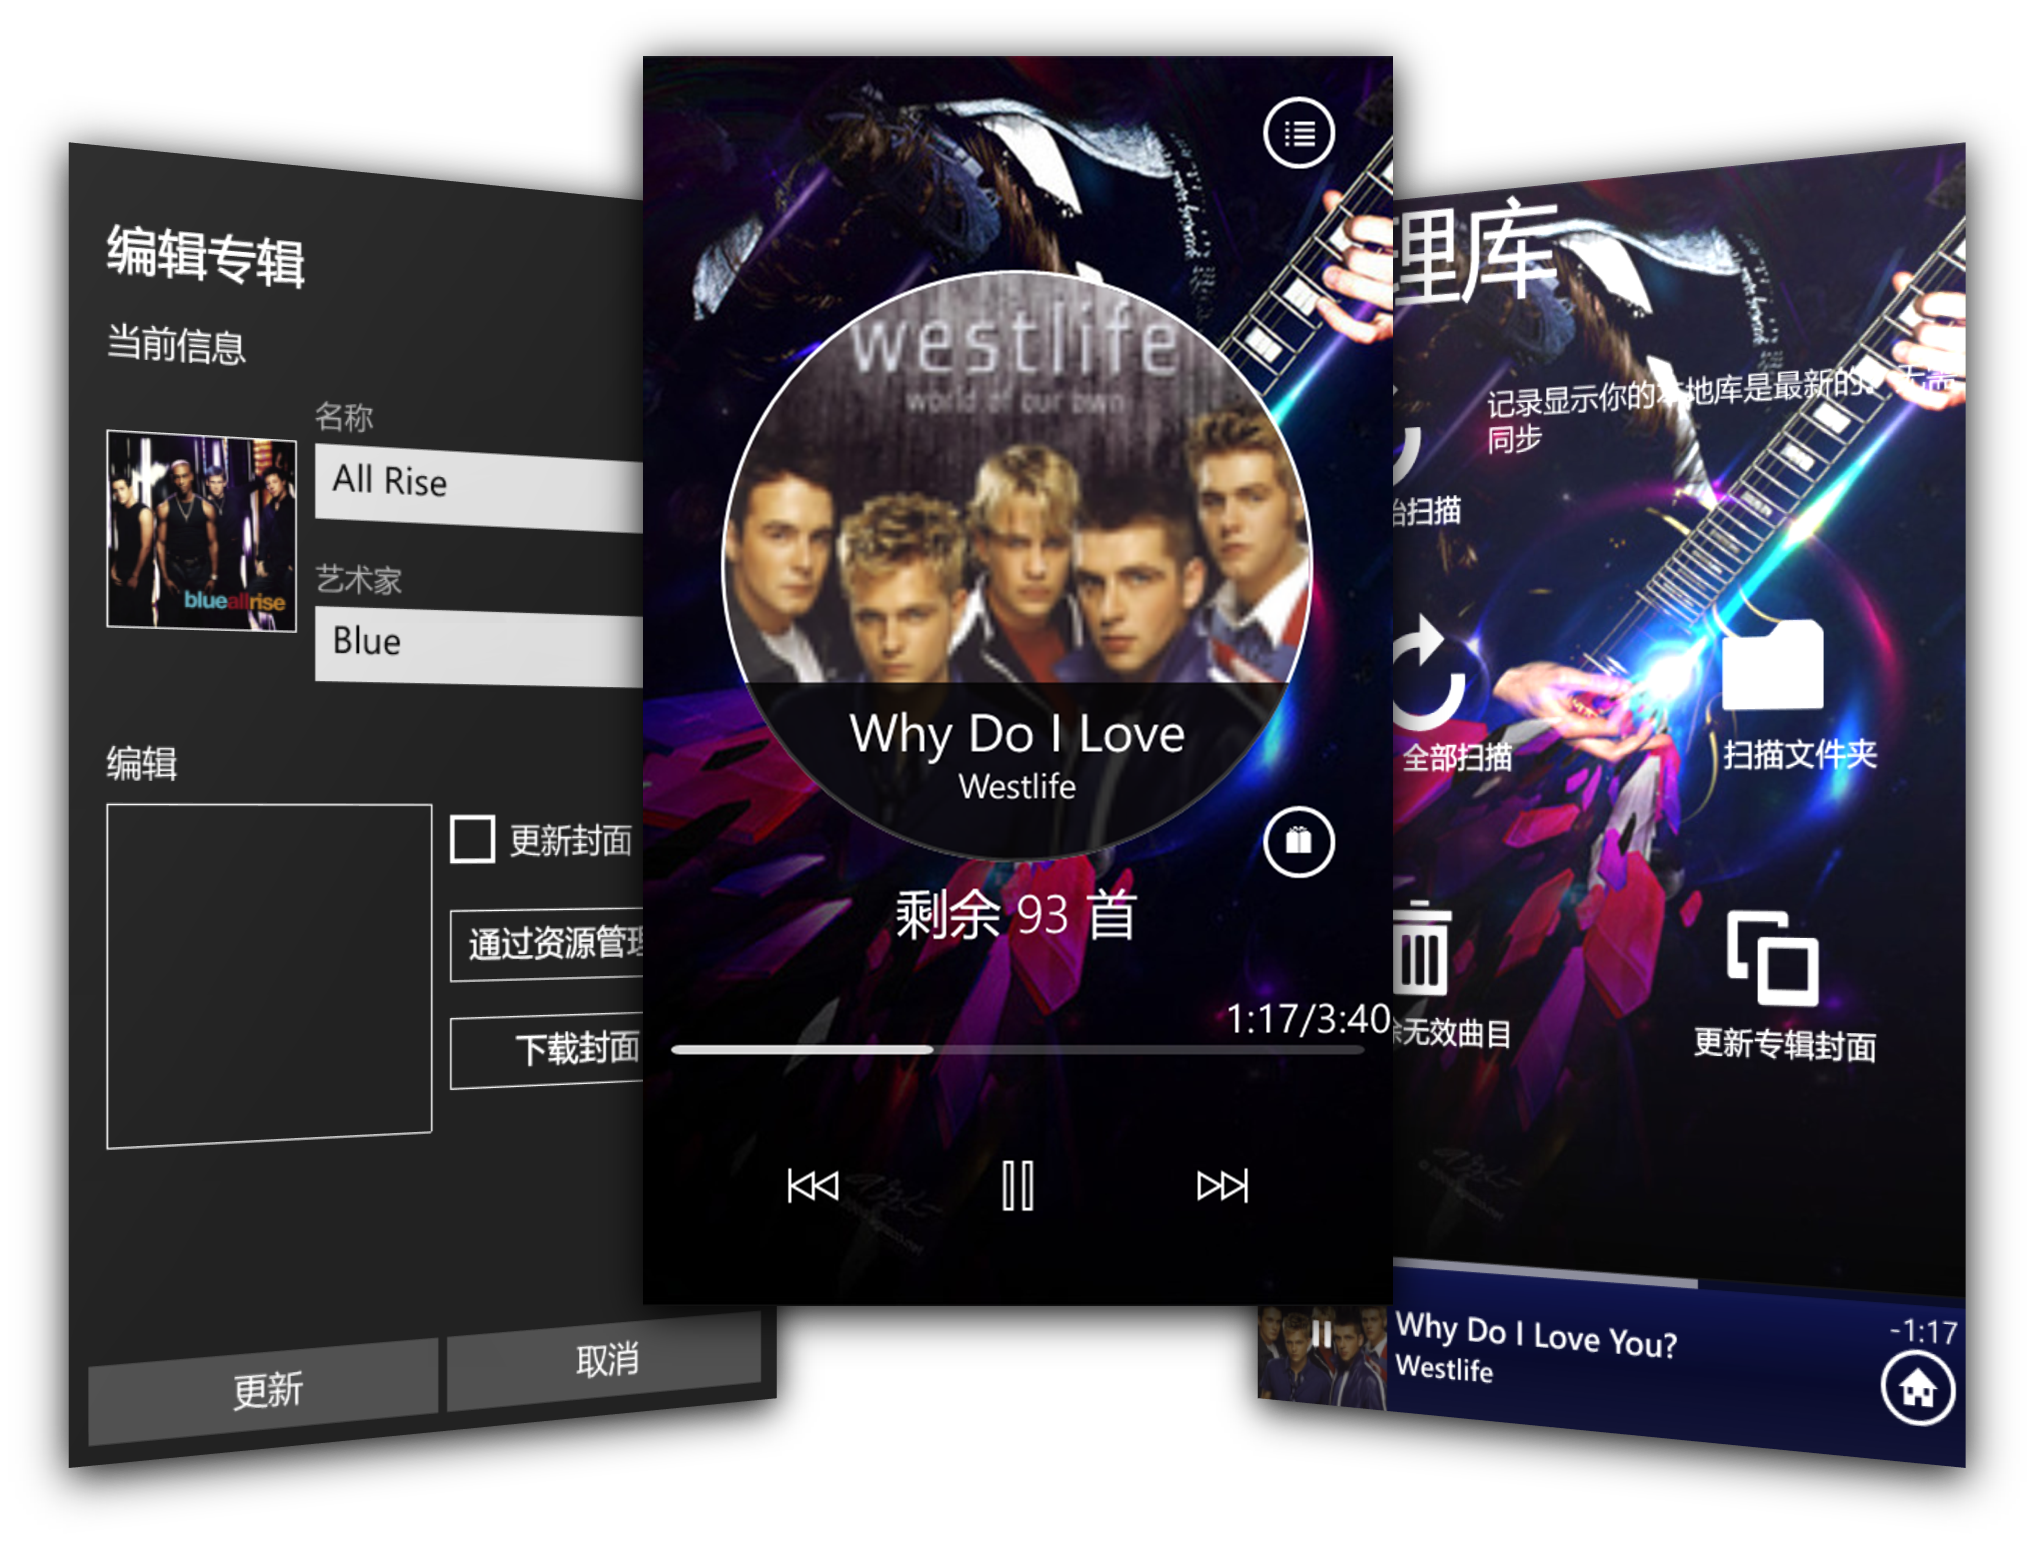 编辑专辑
当前信息
名称
All Rise
艺术家
Blue
blueallrise
编辑
更新封面
通过资源管理
下载封面
更新
取消
westlife
world of our own
Why Do I Love
Westlife
剩余 93 首
1:17/3:40
理库
记录显示你的本地库是最新的，无需
同步
始扫描
全部扫描
扫描文件夹
除无效曲目
更新专辑封面
Why Do I Love You?
Westlife
-1:17